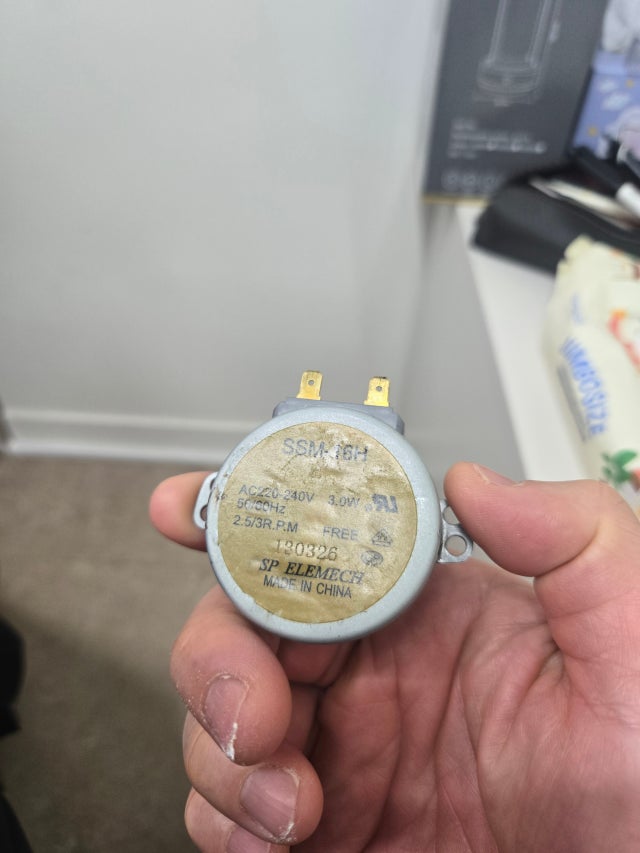 SSM-16H
AC220-240V 3.0W
50/60Hz
2.5/3R.P.M FREE
130326
SP ELEMECH
MADE IN CHINA